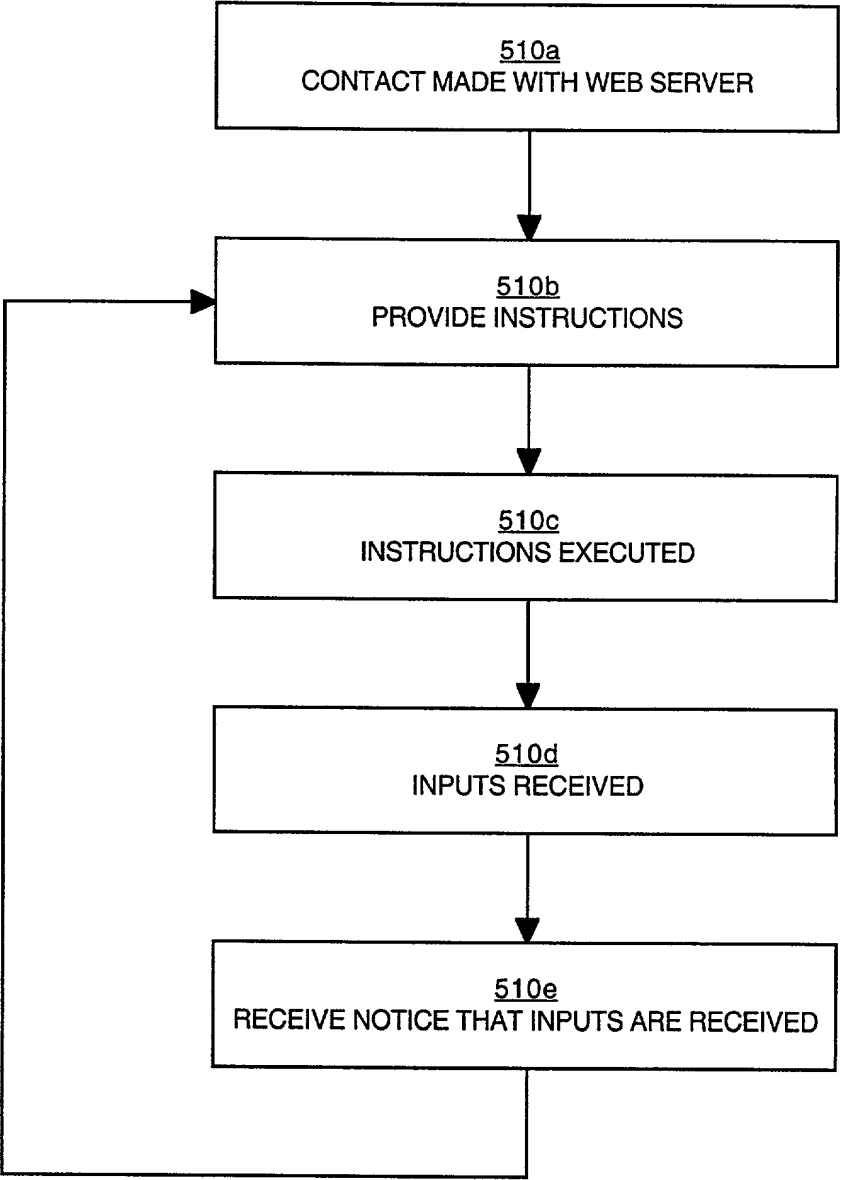 510a
CONTACT MADE WITH WEB SERVER
510b
PROVIDE INSTRUCTIONS
510c
INSTRUCTIONS EXECUTED
510d
INPUTS RECEIVED
510e
RECEIVE NOTICE THAT INPUTS ARE RECEIVED